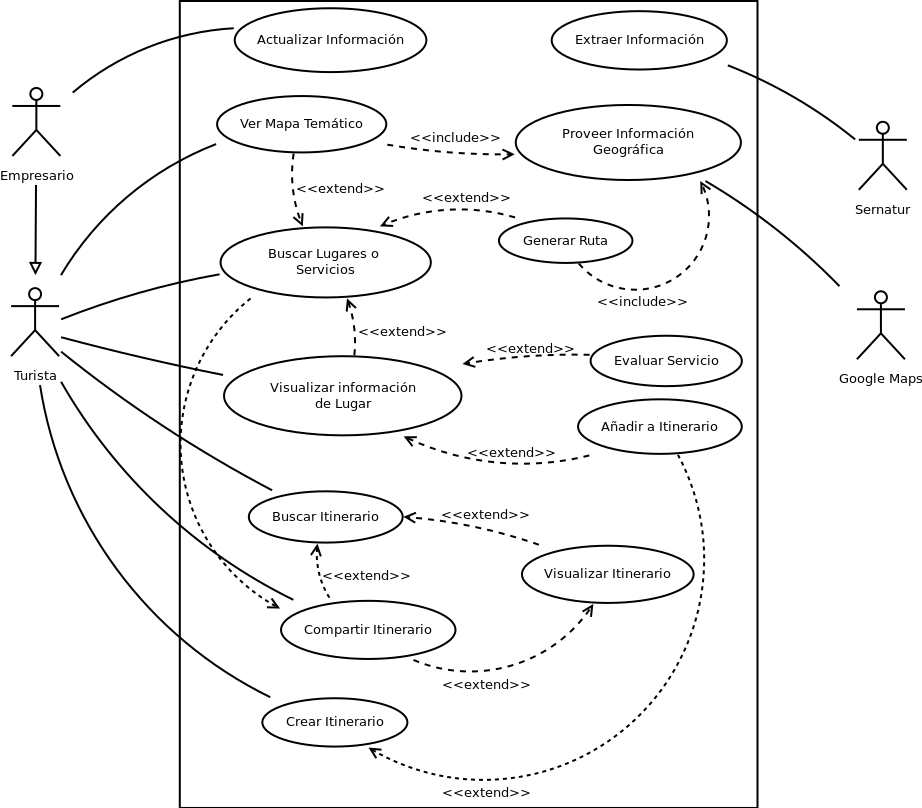 Actualizar Información
Extraer Información
Ver Mapa Temático
<<include>>
Proveer Información
Geográfica
Empresario
Sernatur
<<extend>>
<<extend>>
Buscar Lugares o
Servicios
Generar Ruta
<<include>>
Turista
Google Maps
<<extend>>
<<extend>>
Evaluar Servicio
Visualizar información
de Lugar
Añadir a Itinerario
<<extend>>
Buscar Itinerario
<<extend>>
<<extend>>
Visualizar Itinerario
Compartir Itinerario
<<extend>>
Crear Itinerario
<<extend>>